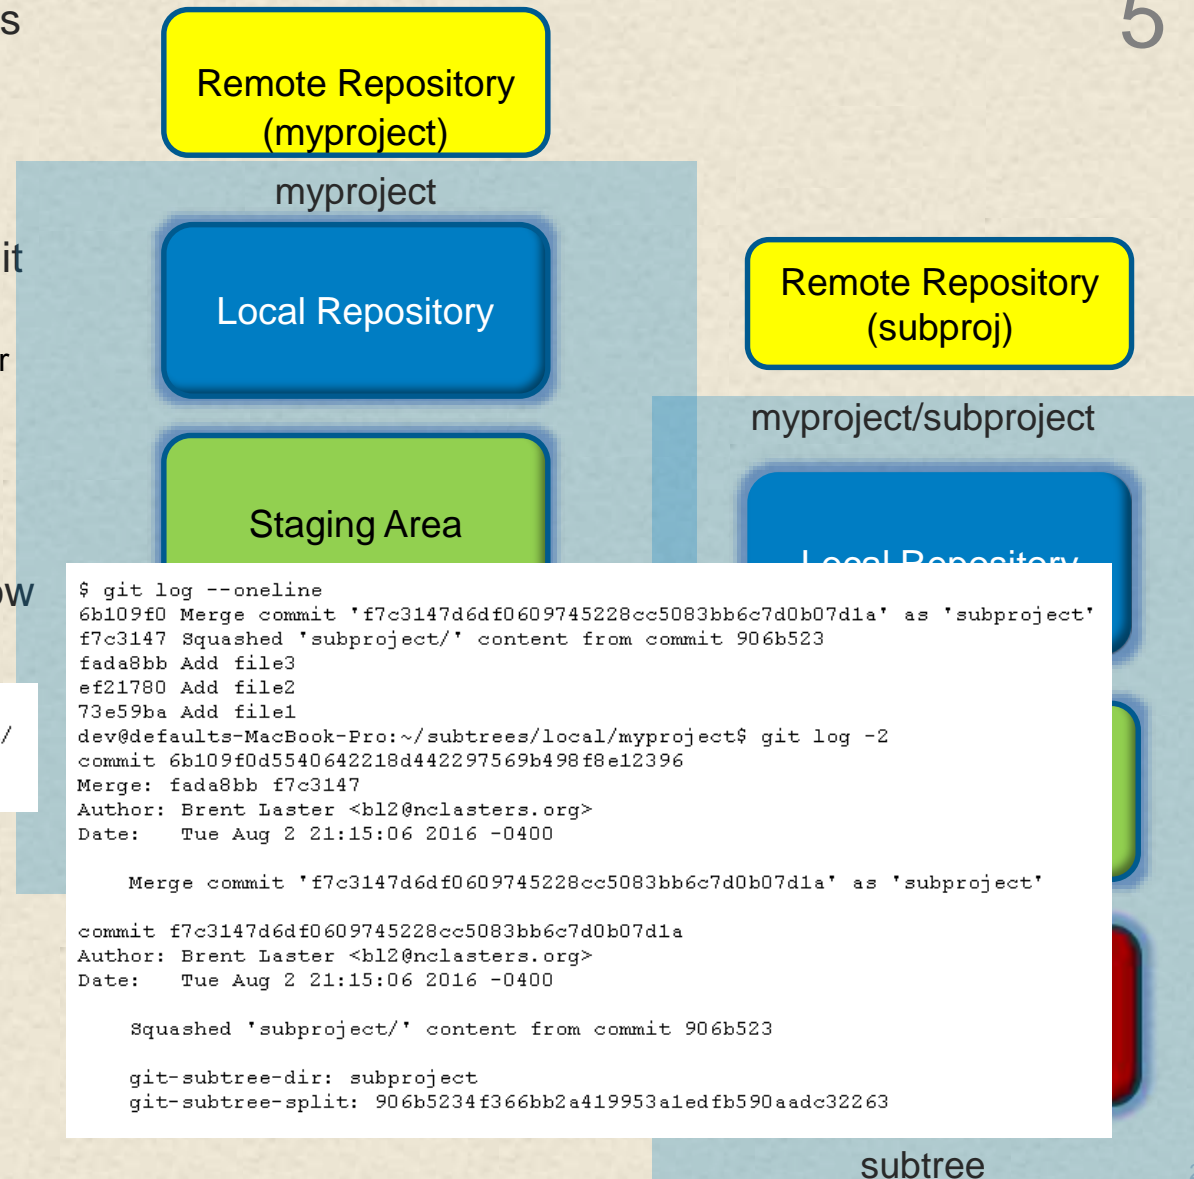 s
5
Remote Repository
(myproject)
myproject
it
Local Repository
Remote Repository
(subproj)
r
myproject/subproject
Staging Area
Local Repository
ow
/
$ git log --oneline
6b109f0 Merge commit 'f7c3147d6df0609745228cc5083bb6c7d0b07d1a' as 'subproject'
f7c3147 Squashed 'subproject/' content from commit 906b523
fada8bb Add file3
ef21780 Add file2
73e59ba Add file1
dev@defaults-MacBook-Pro:~/subtrees/local/myproject$ git log -2
commit 6b109f0d5540642218d442297569b498f8e12396
Merge: fada8bb f7c3147
Author: Brent Laster <bl2@nclasters.org>
Date:   Tue Aug 2 21:15:06 2016 -0400
Merge commit 'f7c3147d6df0609745228cc5083bb6c7d0b07d1a' as 'subproject'
commit f7c3147d6df0609745228cc5083bb6c7d0b07d1a
Author: Brent Laster <bl2@nclasters.org>
Date:   Tue Aug 2 21:15:06 2016 -0400
Squashed 'subproject/' content from commit 906b523
git-subtree-dir: subproject
git-subtree-split: 906b5234f366bb2a419953a1edfb590aadc32263
subtree